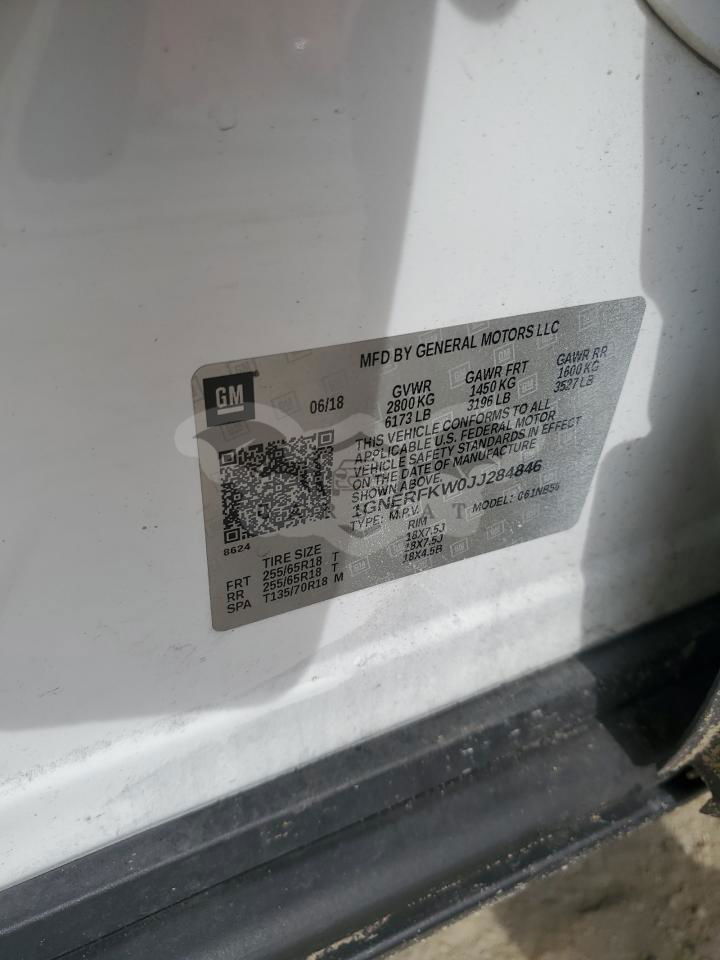 MFD BY GENERAL MOTORS LLC
GM
06/18
GVWR GAWR FRT GAWR RR
2800 KG 1450 KG 1600 KG
6173 LB 3196 LB 3527 LB
THIS VEHICLE CONFORMS TO ALL
APPLICABLE U.S. FEDERAL MOTOR
VEHICLE SAFETY STANDARDS IN EFFECT
ON THE DATE OF MANUFACTURE
SHOWN ABOVE.
1GNERFKW0JJ284846
TYPE: M.P.V. MODEL:
8624
TIRE SIZE RIM
FRT 255/65R18 T 18X7.5J
RR 255/65R18 T 18X7.5J
SPA T135/70R18 M 18X4.5B